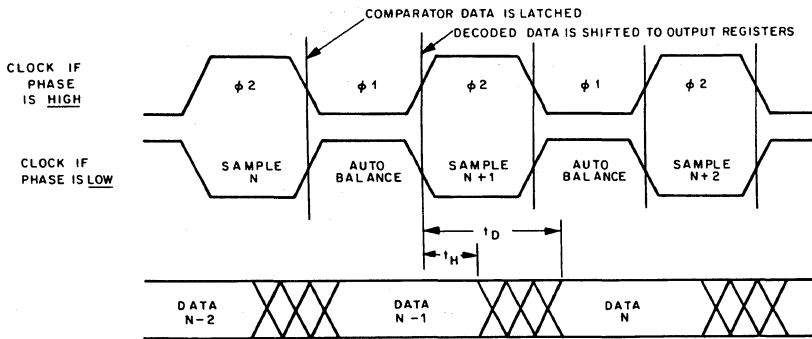 COMPARATOR DATA IS LATCHED
DECODED DATA IS SHIFTED TO OUTPUT REGISTERS
CLOCK IF
PHASE
IS HIGH
ϕ2 ϕ1 ϕ2 ϕ1 ϕ2
CLOCK IF
PHASE IS LOW
SAMPLE
N
AUTO
BALANCE
SAMPLE
N+1
AUTO
BALANCE
SAMPLE
N+2
tD
tH
DATA
N-2
DATA
N-1
DATA
N